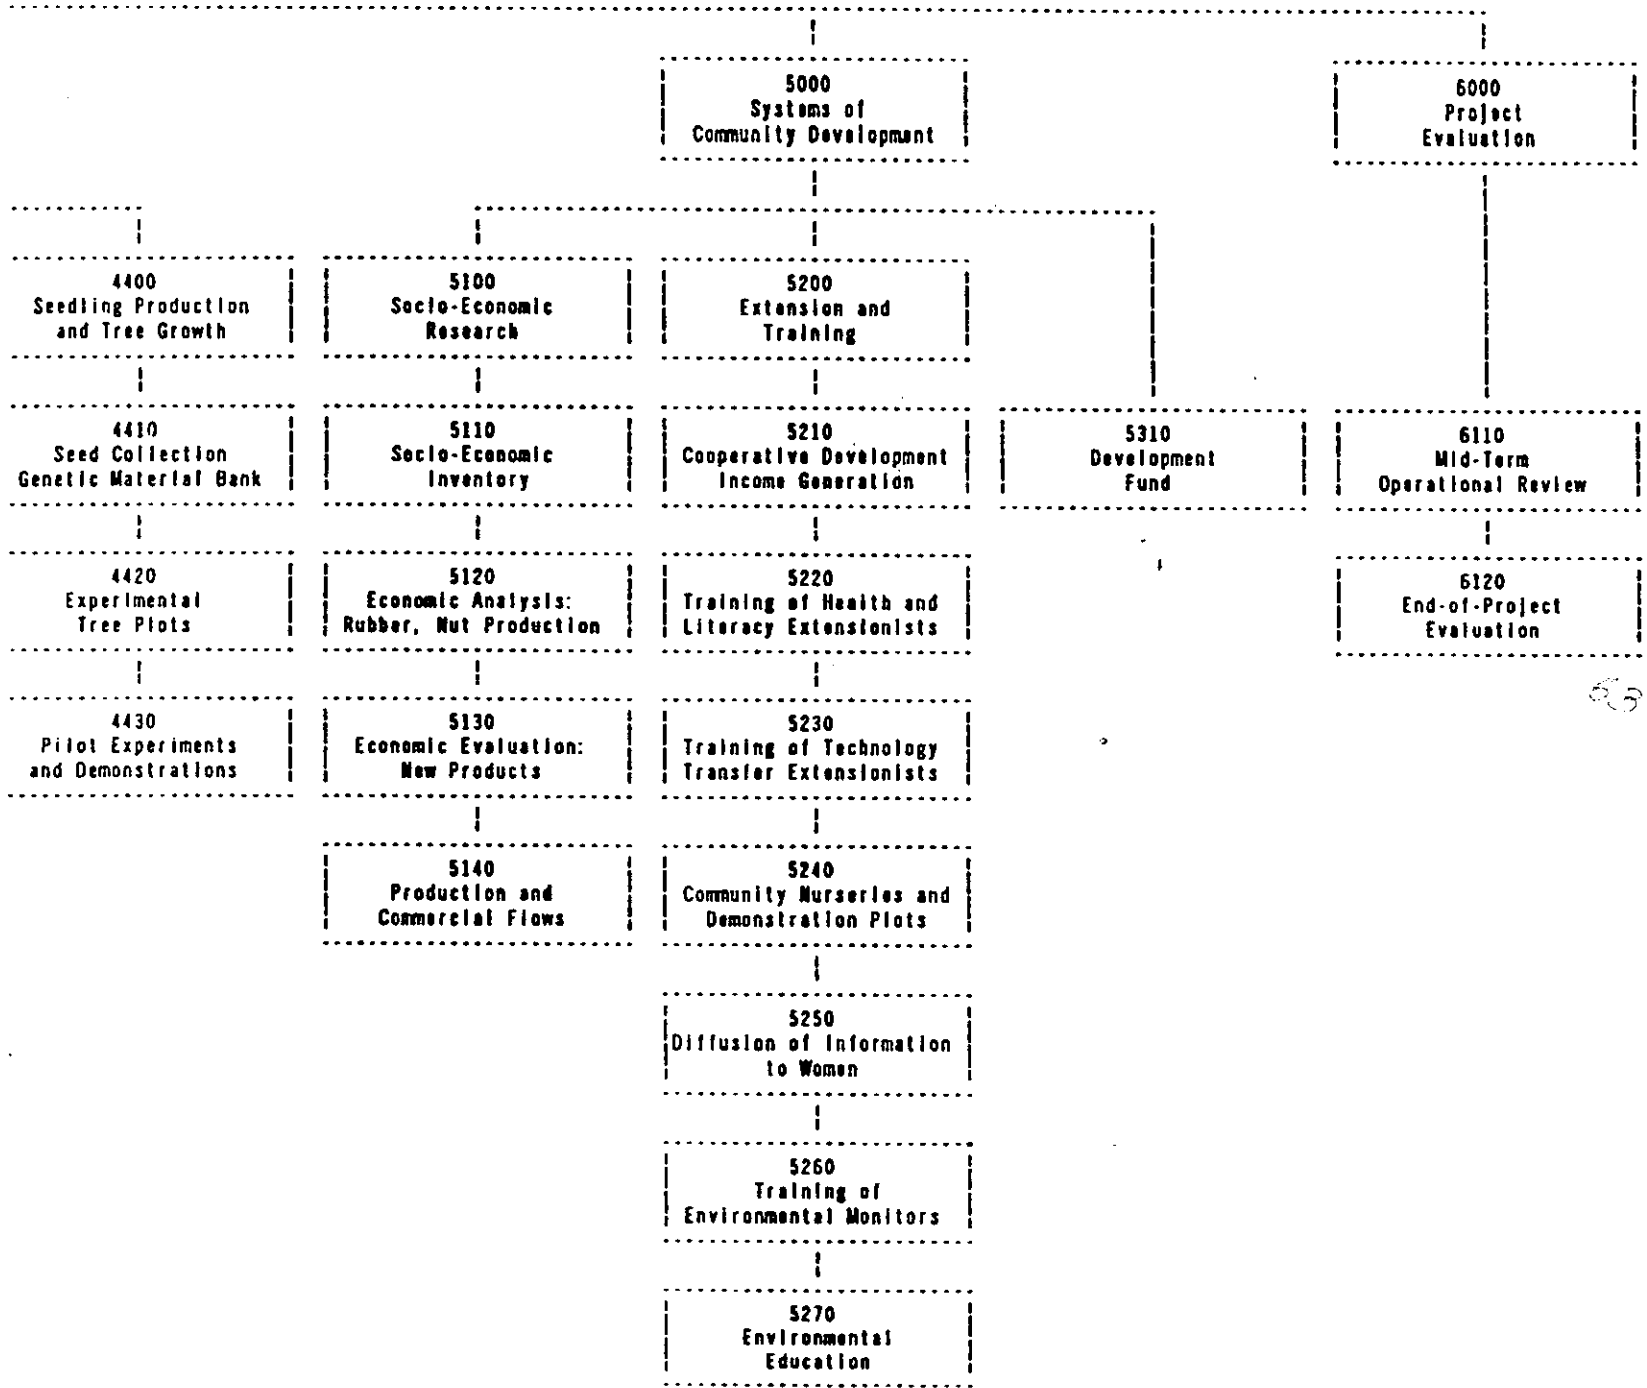 5000
Systems of
Community Development
6000
Project
Evaluation
4400
Seedling Production
and Tree Growth
5100
Socio-Economic
Research
5200
Extension and
Training
4410
Seed Collection
Genetic Material Bank
5110
Socio-Economic
Inventory
5210
Cooperative Development
Income Generation
5310
Development
Fund
6110
Mid-Term
Operational Review
4420
Experimental
Tree Plots
5120
Economic Analysis:
Rubber, Nut Production
5220
Training of Health and
Literacy Extensionists
6120
End-of-Project
Evaluation
4430
Pilot Experiments
and Demonstrations
5130
Economic Evaluation:
New Products
5230
Training of Technology
Transfer Extensionists
5140
Production and
Commercial Flows
5240
Community Nurseries and
Demonstration Plots
5250
Diffusion of Information
to Women
5260
Training of
Environmental Monitors
5270
Environmental
Education